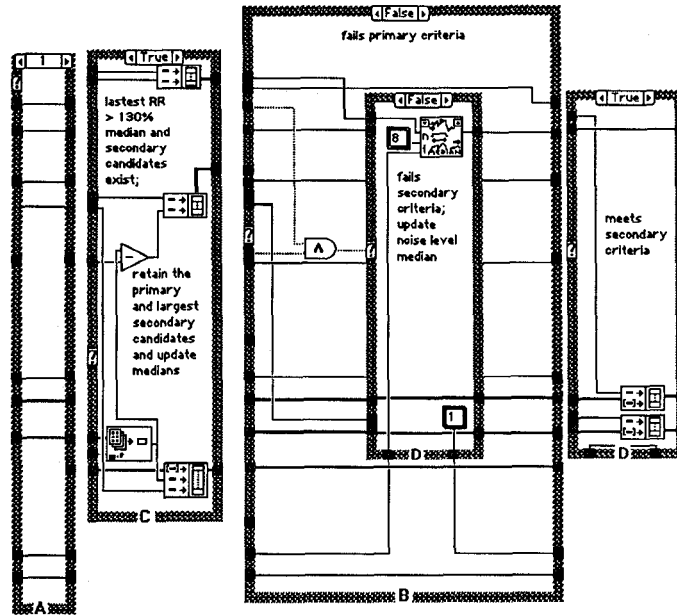 1
A
True
lastest RR
> 130%
median and
secondary
candidates
exist;
retain the
primary
and largest
secondary
candidates
and update
medians
C
False
fails primary criteria
B
False
8
fails
secondary
criteria;
update
noise level
median
1
D
True
meets
secondary
criteria
D